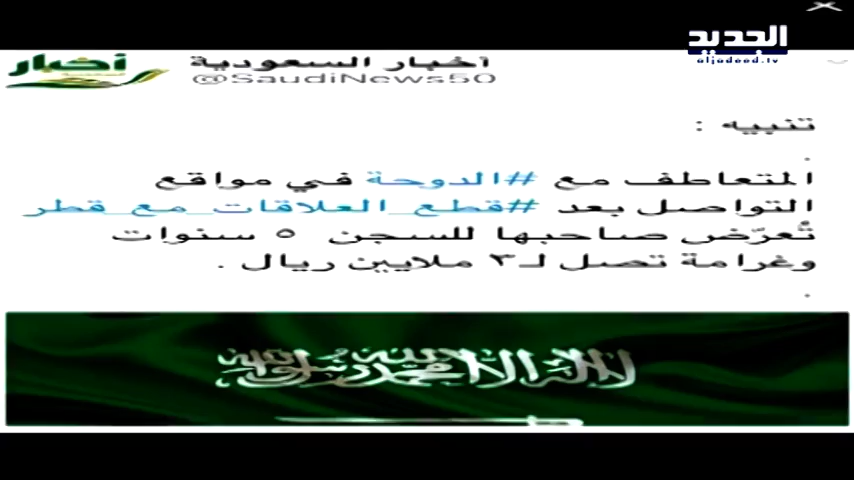 الجديد
aljadeed.tv
أخبار
السعودية
أخبار السعودية
@SaudiNews50
تنبيه :
.
المتعاطف مع #الدوحة في مواقع
التواصل بعد #قطع_العلاقات_مع_قطر
تُعرّض صاحبها للسجن ٥ سنوات
وغرامة تصل لـ٣ ملايين ريال .
.
لا إله إلا الله محمد رسول الله